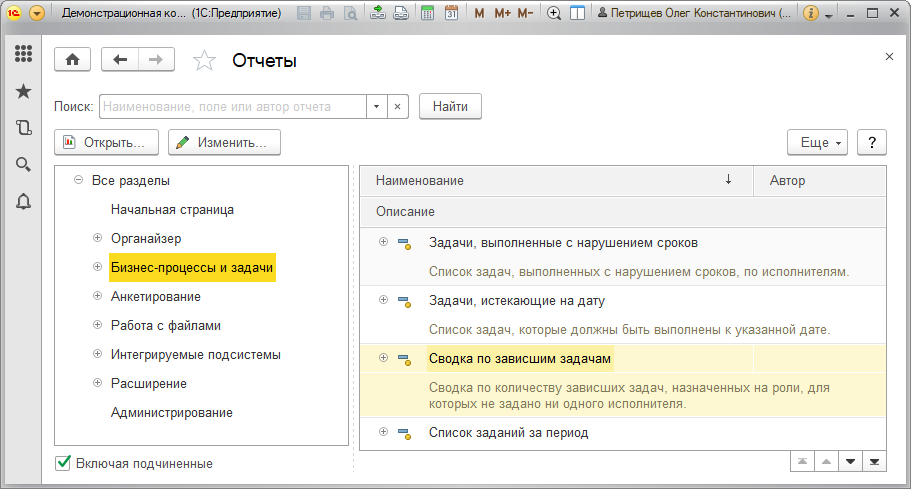 Демонстрационная ко... (1С:Предприятие)
31
M M+ M-
Петрищев Олег Константинович (...
Отчеты
Поиск: Наименование, поле или автор отчета
Найти
Открыть...
Изменить...
Еще
?
Все разделы
Начальная страница
Органайзер
Бизнес-процессы и задачи
Анкетирование
Работа с файлами
Интегрируемые подсистемы
Расширение
Администрирование
Включая подчиненные
Наименование
Автор
Описание
Задачи, выполненные с нарушением сроков
Список задач, выполненных с нарушением сроков, по исполнителям.
Задачи, истекающие на дату
Список задач, которые должны быть выполнены к указанной дате.
Сводка по зависшим задачам
Сводка по количеству зависших задач, назначенных на роли, для
которых не задано ни одного исполнителя.
Список заданий за период